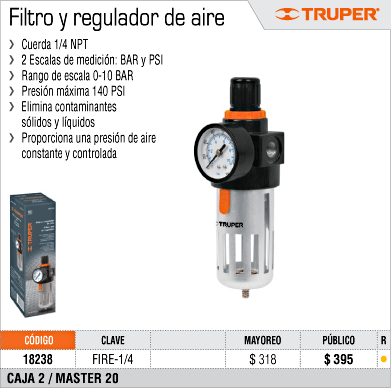 Filtro y regulador de aire
TRUPER®
› Cuerda 1/4 NPT
› 2 Escalas de medición: BAR y PSI
› Rango de escala 0-10 BAR
› Presión máxima 140 PSI
› Elimina contaminantes
sólidos y líquidos
› Proporciona una presión de aire
constante y controlada
TRUPER
CÓDIGO CLAVE MAYOREO PÚBLICO R
18238 FIRE-1/4 $ 318 $ 395
CAJA 2 / MASTER 20